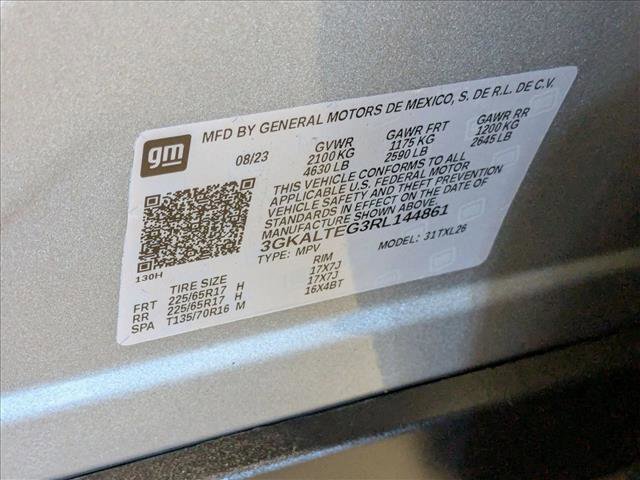 gm
MFD BY GENERAL MOTORS DE MEXICO, S. DE R.L. DE C.V.
08/23 GVWR GAWR FRT GAWR RR
2100 KG 1175 KG 1200 KG
4630 LB 2590 LB 2645 LB
THIS VEHICLE CONFORMS TO ALL
APPLICABLE U.S. FEDERAL MOTOR
VEHICLE SAFETY AND THEFT PREVENTION
STANDARDS IN EFFECT ON THE DATE OF
MANUFACTURE SHOWN ABOVE.
3GKALTEG3RL144861
TYPE: MPV MODEL: 31TXL26
130H
TIRE SIZE RIM
FRT 225/65R17 H 17X7J
RR 225/65R17 H 17X7J
SPA T135/70R16 M 16X4BT